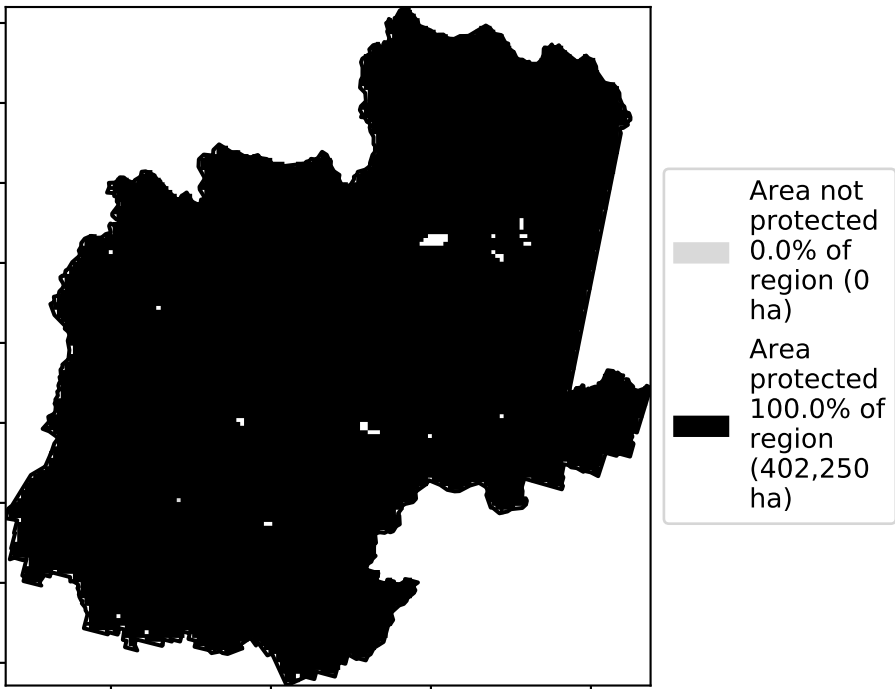 Area not
protected
0.0% of
region (0
ha)
Area
protected
100.0% of
region
(402,250
ha)